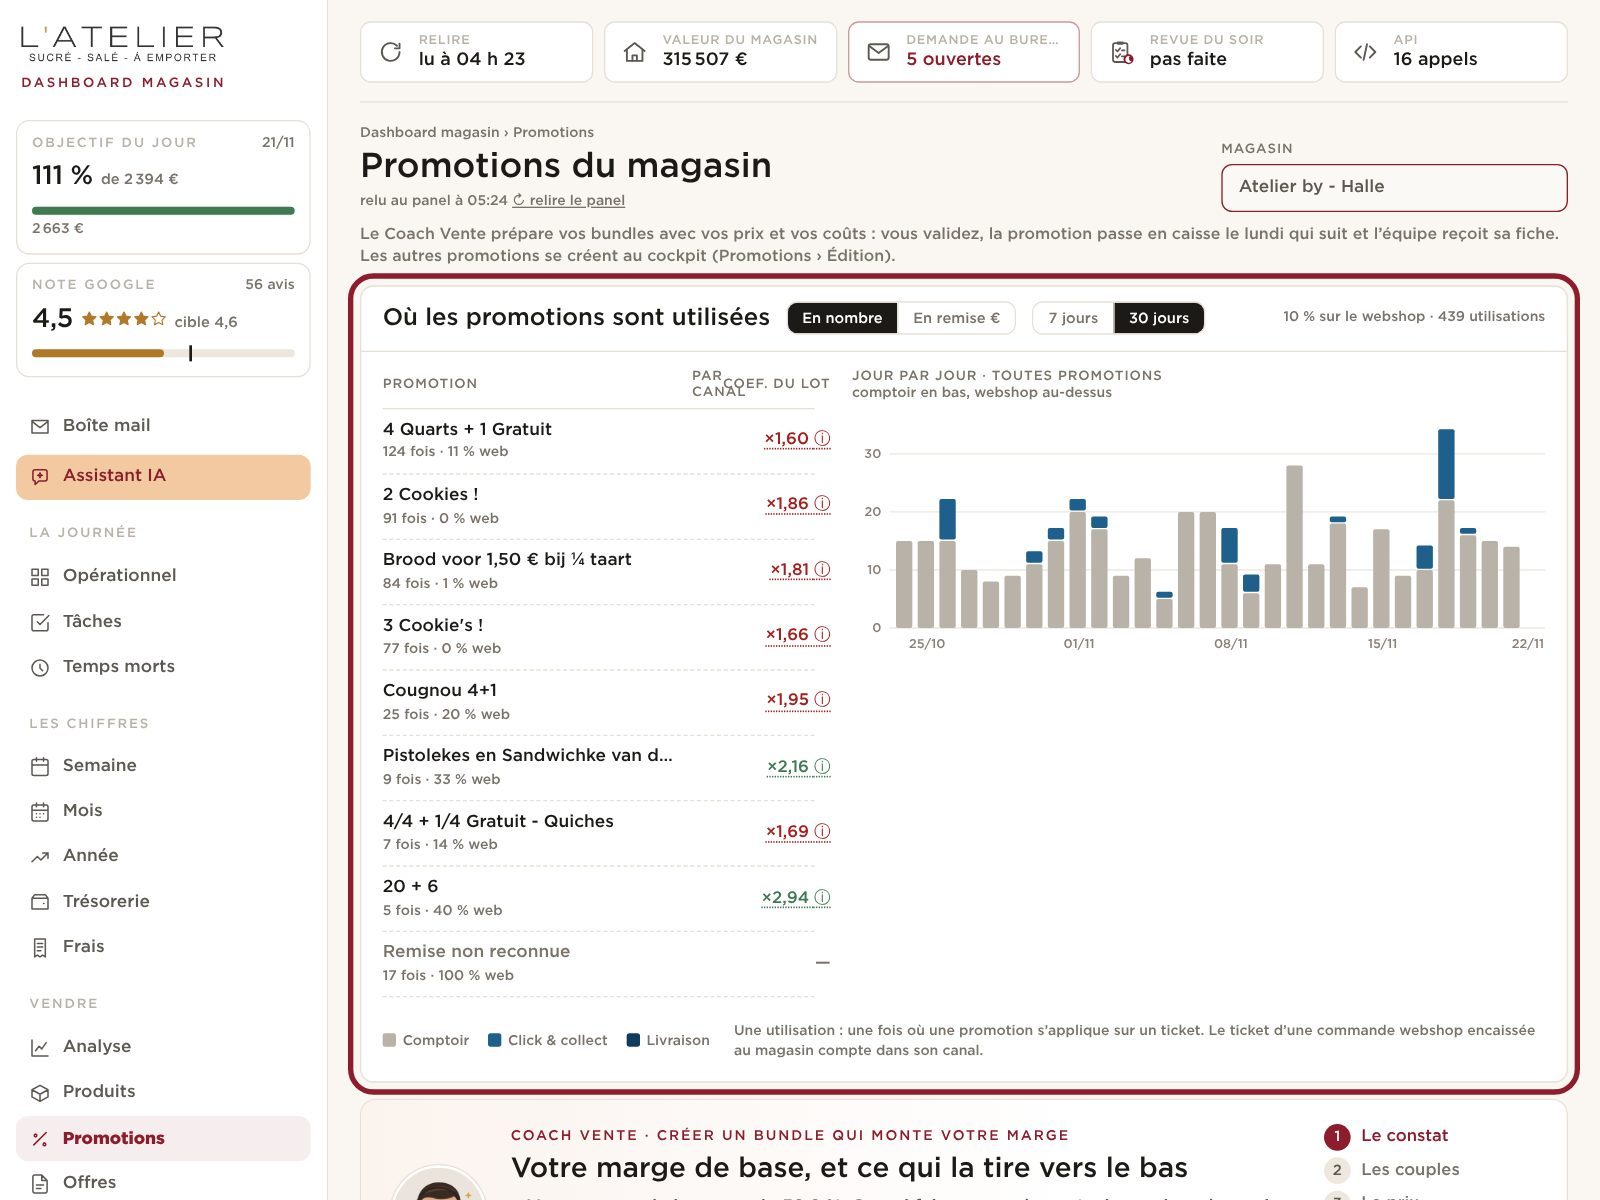 L'ATELIER
SUCRÉ - SALÉ - À EMPORTER
DASHBOARD MAGASIN
OBJECTIF DU JOUR 21/11
111 % de 2 394 €
2 663 €
NOTE GOOGLE 56 avis
4,5 cible 4,6
Boîte mail
Assistant IA
LA JOURNÉE
Opérationnel
Tâches
Temps morts
LES CHIFFRES
Semaine
Mois
Année
Trésorerie
Frais
VENDRE
Analyse
Produits
Promotions
Offres
RELIRE
lu à 04 h 23
VALEUR DU MAGASIN
315 507 €
DEMANDE AU BURE...
5 ouvertes
REVUE DU SOIR
pas faite
API
16 appels
Dashboard magasin › Promotions
Promotions du magasin
relu au panel à 05:24 ↻ relire le panel
MAGASIN
Atelier by - Halle
Le Coach Vente prépare vos bundles avec vos prix et vos coûts : vous validez, la promotion passe en caisse le lundi qui suit et l'équipe reçoit sa fiche.
Les autres promotions se créent au cockpit (Promotions › Édition).
Où les promotions sont utilisées En nombre En remise € 7 jours 30 jours 10 % sur le webshop · 439 utilisations
PROMOTION PAR CANAL COEF. DU LOT
4 Quarts + 1 Gratuit
124 fois · 11 % web
×1,60 ⓘ
2 Cookies !
91 fois · 0 % web
×1,86 ⓘ
Brood voor 1,50 € bij ¼ taart
84 fois · 1 % web
×1,81 ⓘ
3 Cookie's !
77 fois · 0 % web
×1,66 ⓘ
Cougnou 4+1
25 fois · 20 % web
×1,95 ⓘ
Pistolekes en Sandwichke van d...
9 fois · 33 % web
×2,16 ⓘ
4/4 + 1/4 Gratuit - Quiches
7 fois · 14 % web
×1,69 ⓘ
20 + 6
5 fois · 40 % web
×2,94 ⓘ
Remise non reconnue
17 fois · 100 % web
—
JOUR PAR JOUR · TOUTES PROMOTIONS
comptoir en bas, webshop au-dessus
30
20
10
0
25/10 01/11 08/11 15/11 22/11
Comptoir Click & collect Livraison
Une utilisation : une fois où une promotion s'applique sur un ticket. Le ticket d'une commande webshop encaissée
au magasin compte dans son canal.
COACH VENTE · CRÉER UN BUNDLE QUI MONTE VOTRE MARGE
Votre marge de base, et ce qui la tire vers le bas
1 Le constat
2 Les couples